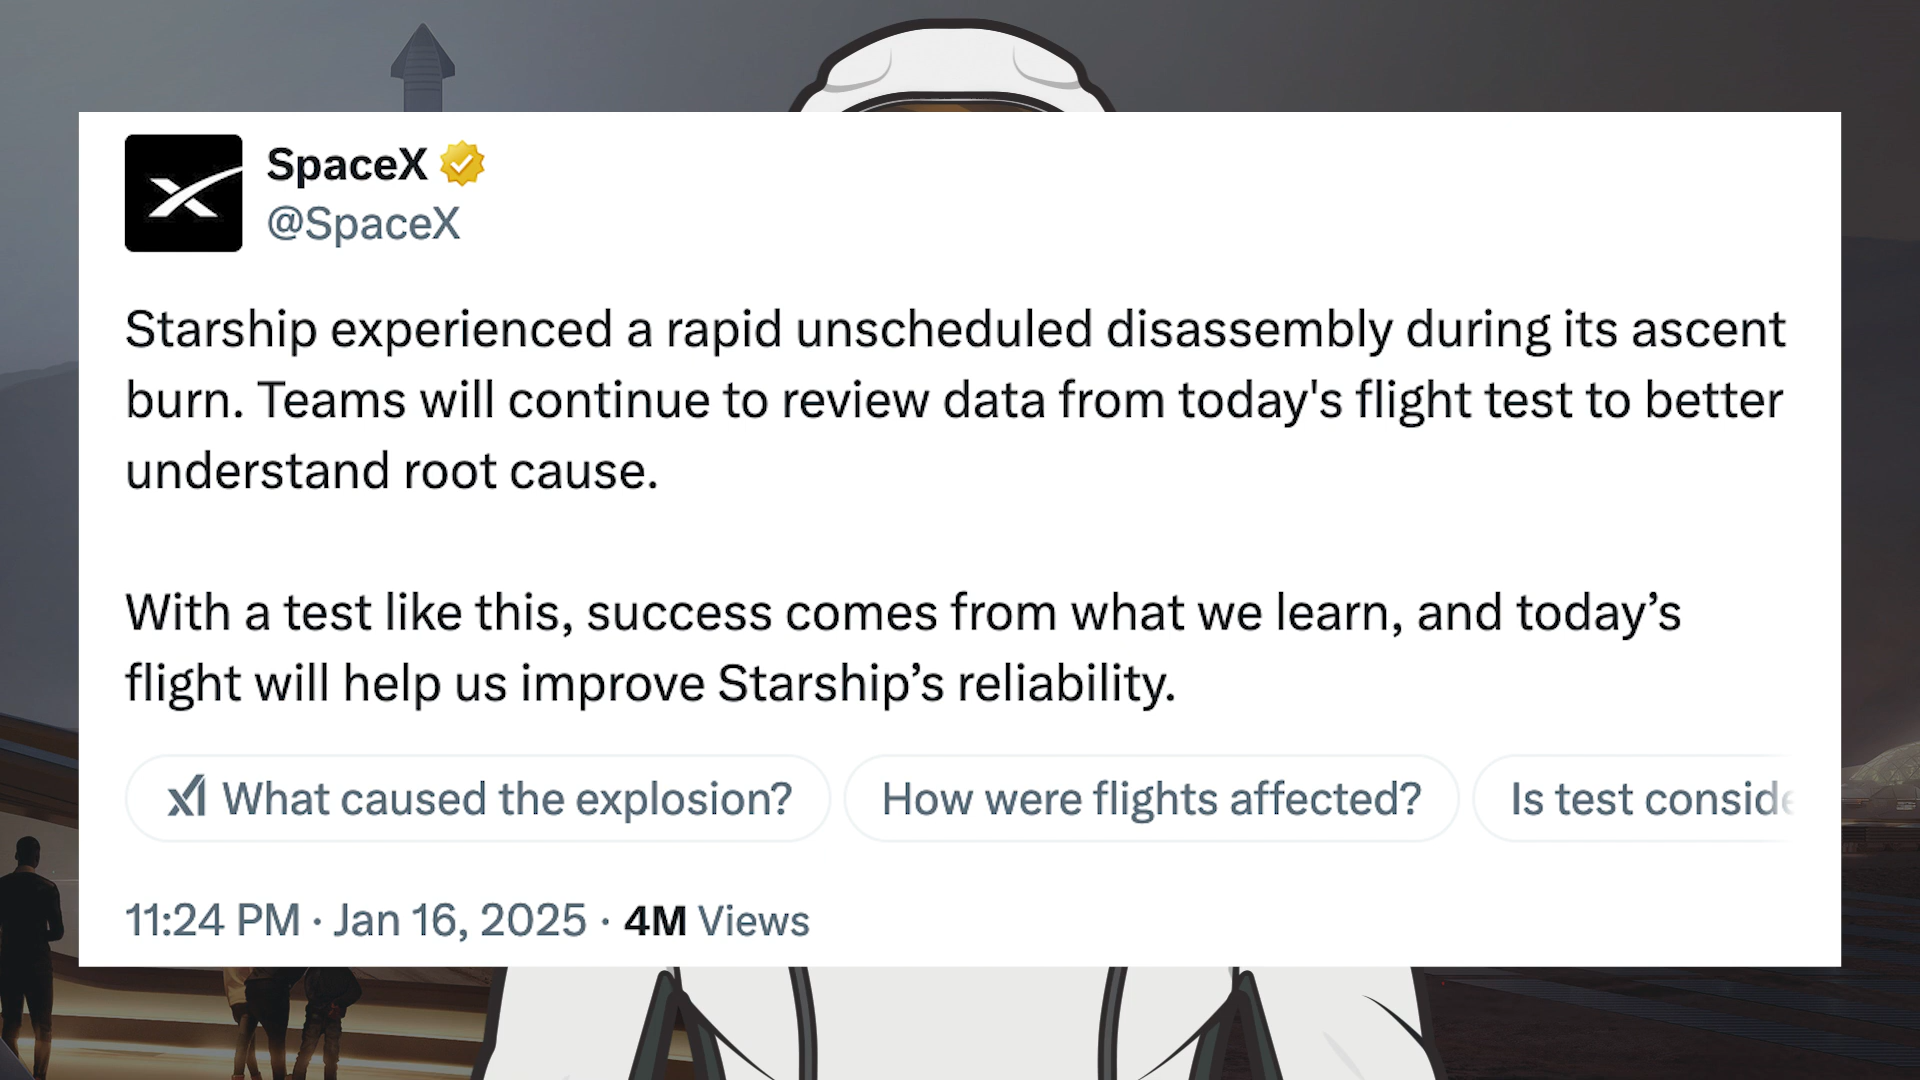 SpaceX
@SpaceX
Starship experienced a rapid unscheduled disassembly during its ascent
burn. Teams will continue to review data from today's flight test to better
understand root cause.
With a test like this, success comes from what we learn, and today’s
flight will help us improve Starship’s reliability.
What caused the explosion? How were flights affected? Is test
11:24 PM · Jan 16, 2025 · 4M Views